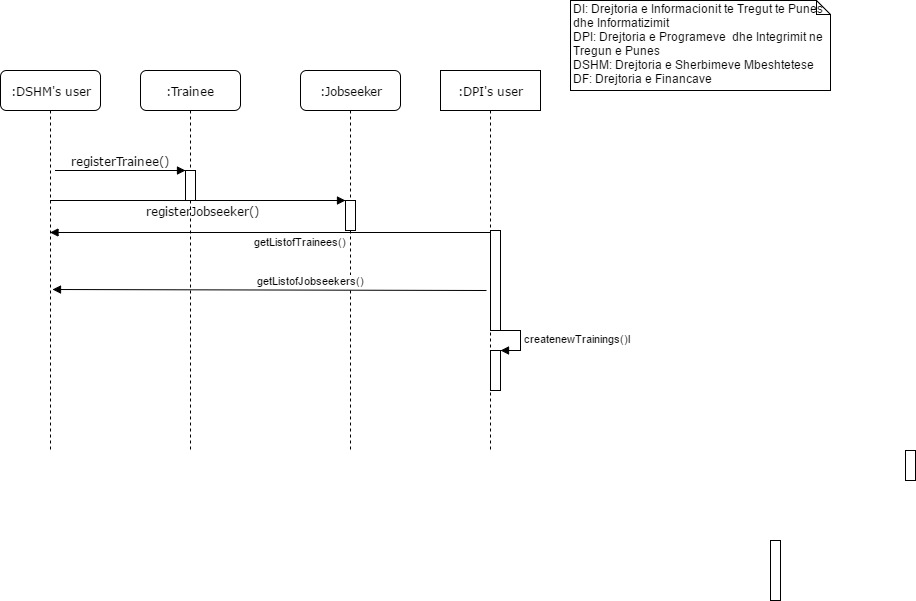 DI: Drejtoria e Informacionit te Tregut te Punes
dhe Informatizimit
DPI: Drejtoria e Programeve  dhe Integrimit ne
Tregun e Punes
DSHM: Drejtoria e Sherbimeve Mbeshtetese
DF: Drejtoria e Financave
:DSHM's user
:Trainee
:Jobseeker
:DPI's user
registerTrainee()
registerJobseeker()
getListofTrainees()
getListofJobseekers()
createnewTrainings()l